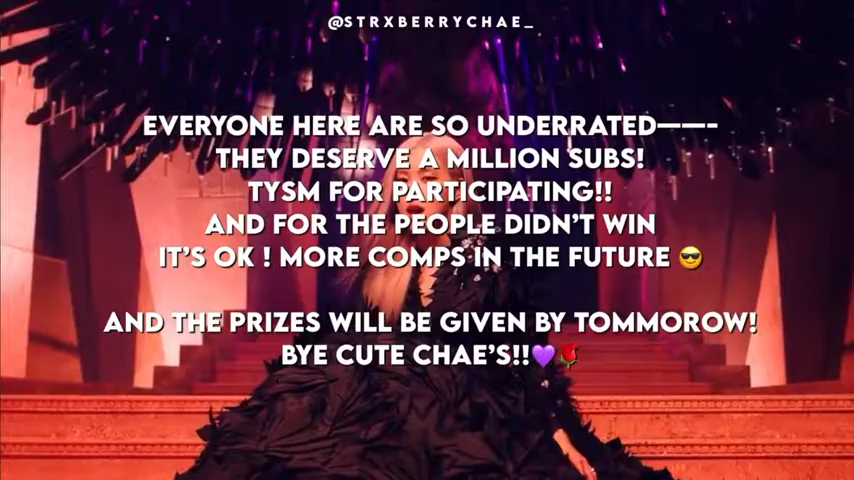 @STRXBERRYCHAE_
EVERYONE HERE ARE SO UNDERRATED——-
THEY DESERVE A MILLION SUBS!
TYSM FOR PARTICIPATING!!
AND FOR THE PEOPLE DIDN'T WIN
IT'S OK ! MORE COMPS IN THE FUTURE 😎
AND THE PRIZES WILL BE GIVEN BY TOMMOROW!
BYE CUTE CHAE'S!!💜🌹